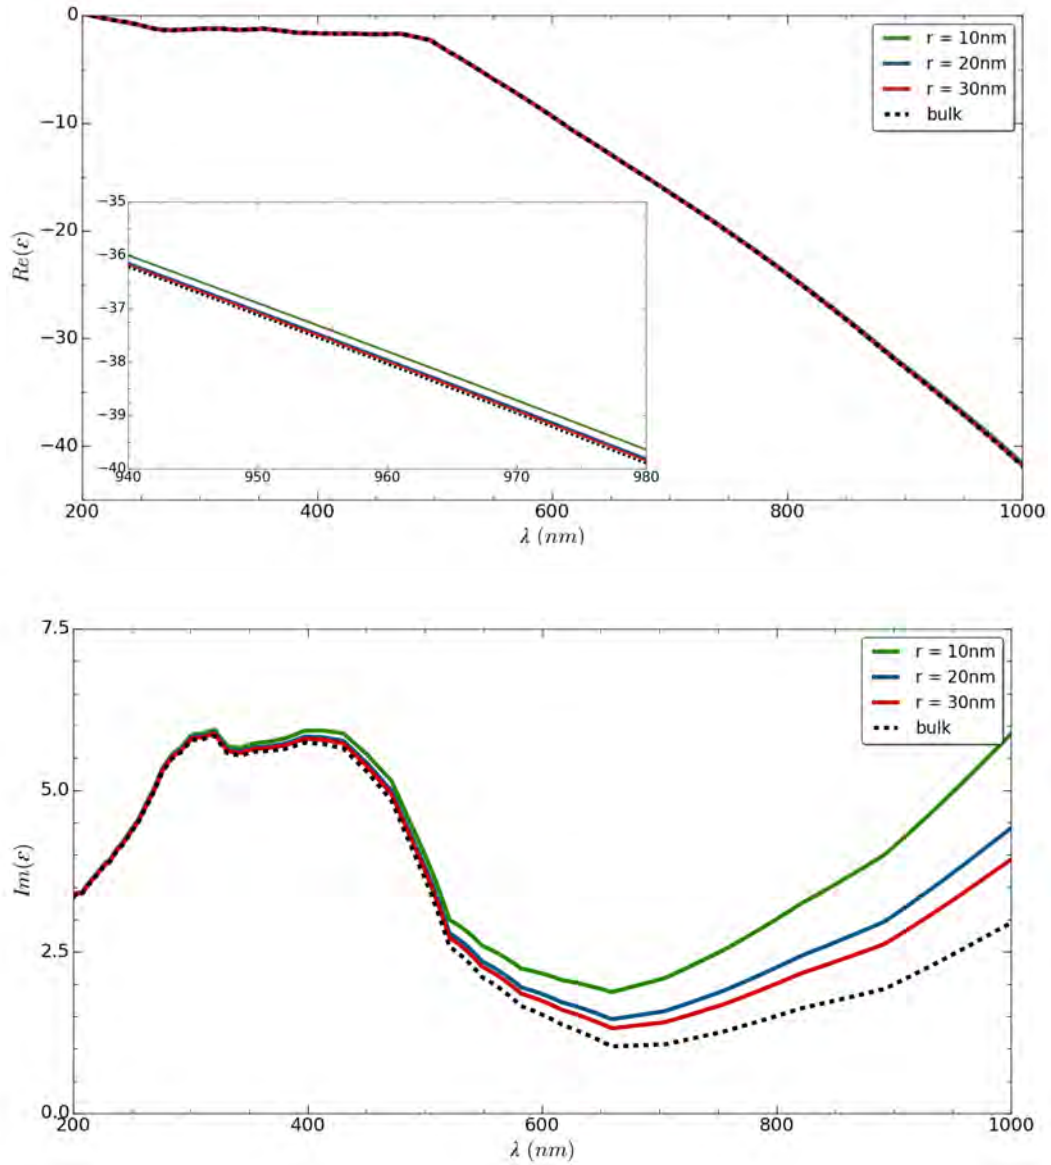 0
−10
−20
−30
−40
Re(ε)
r = 10nm
r = 20nm
r = 30nm
bulk
−35
−36
−37
−38
−39
−40
940 950 960 970 980
200 400 600 800 1000
λ (nm)
7.5
5.0
2.5
0.0
Im(ε)
r = 10nm
r = 20nm
r = 30nm
bulk
200 400 600 800 1000
λ (nm)